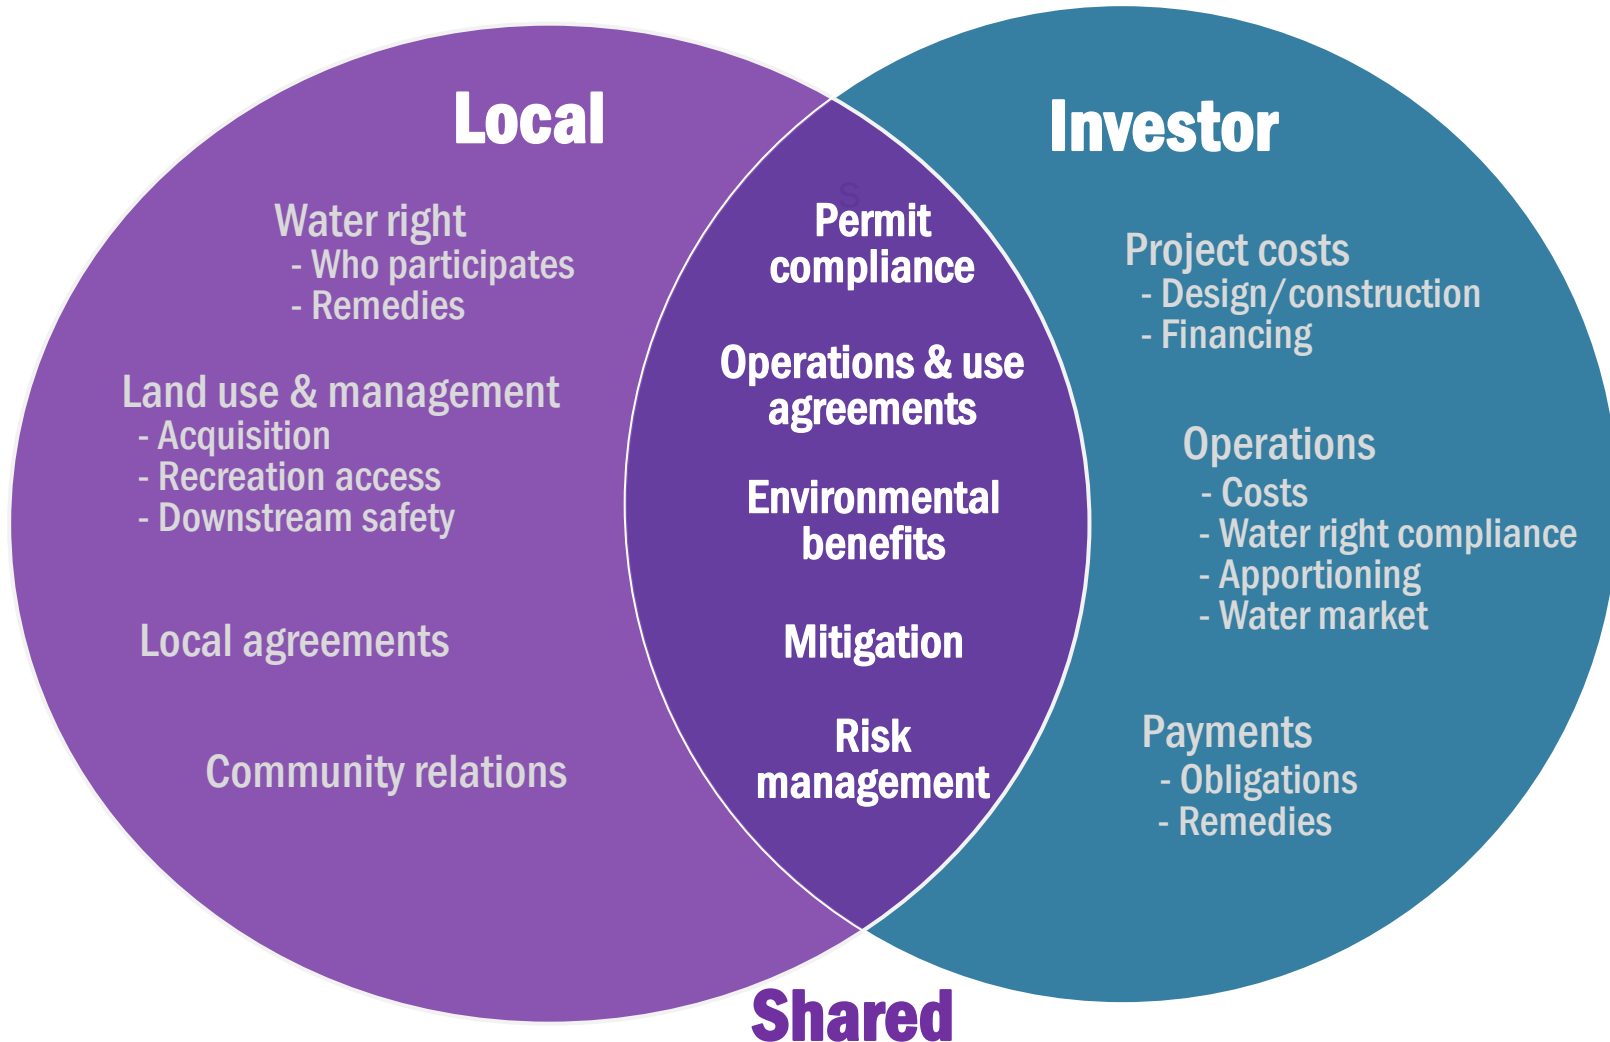 Local
Water right
- Who participates
- Remedies
Land use & management
- Acquisition
- Recreation access
- Downstream safety
Local agreements
Community relations
s
Permit
compliance
Operations & use
agreements
Environmental
benefits
Mitigation
Risk
management
Shared
Investor
Project costs
- Design/construction
- Financing
Operations
- Costs
- Water right compliance
- Apportioning
- Water market
Payments
- Obligations
- Remedies